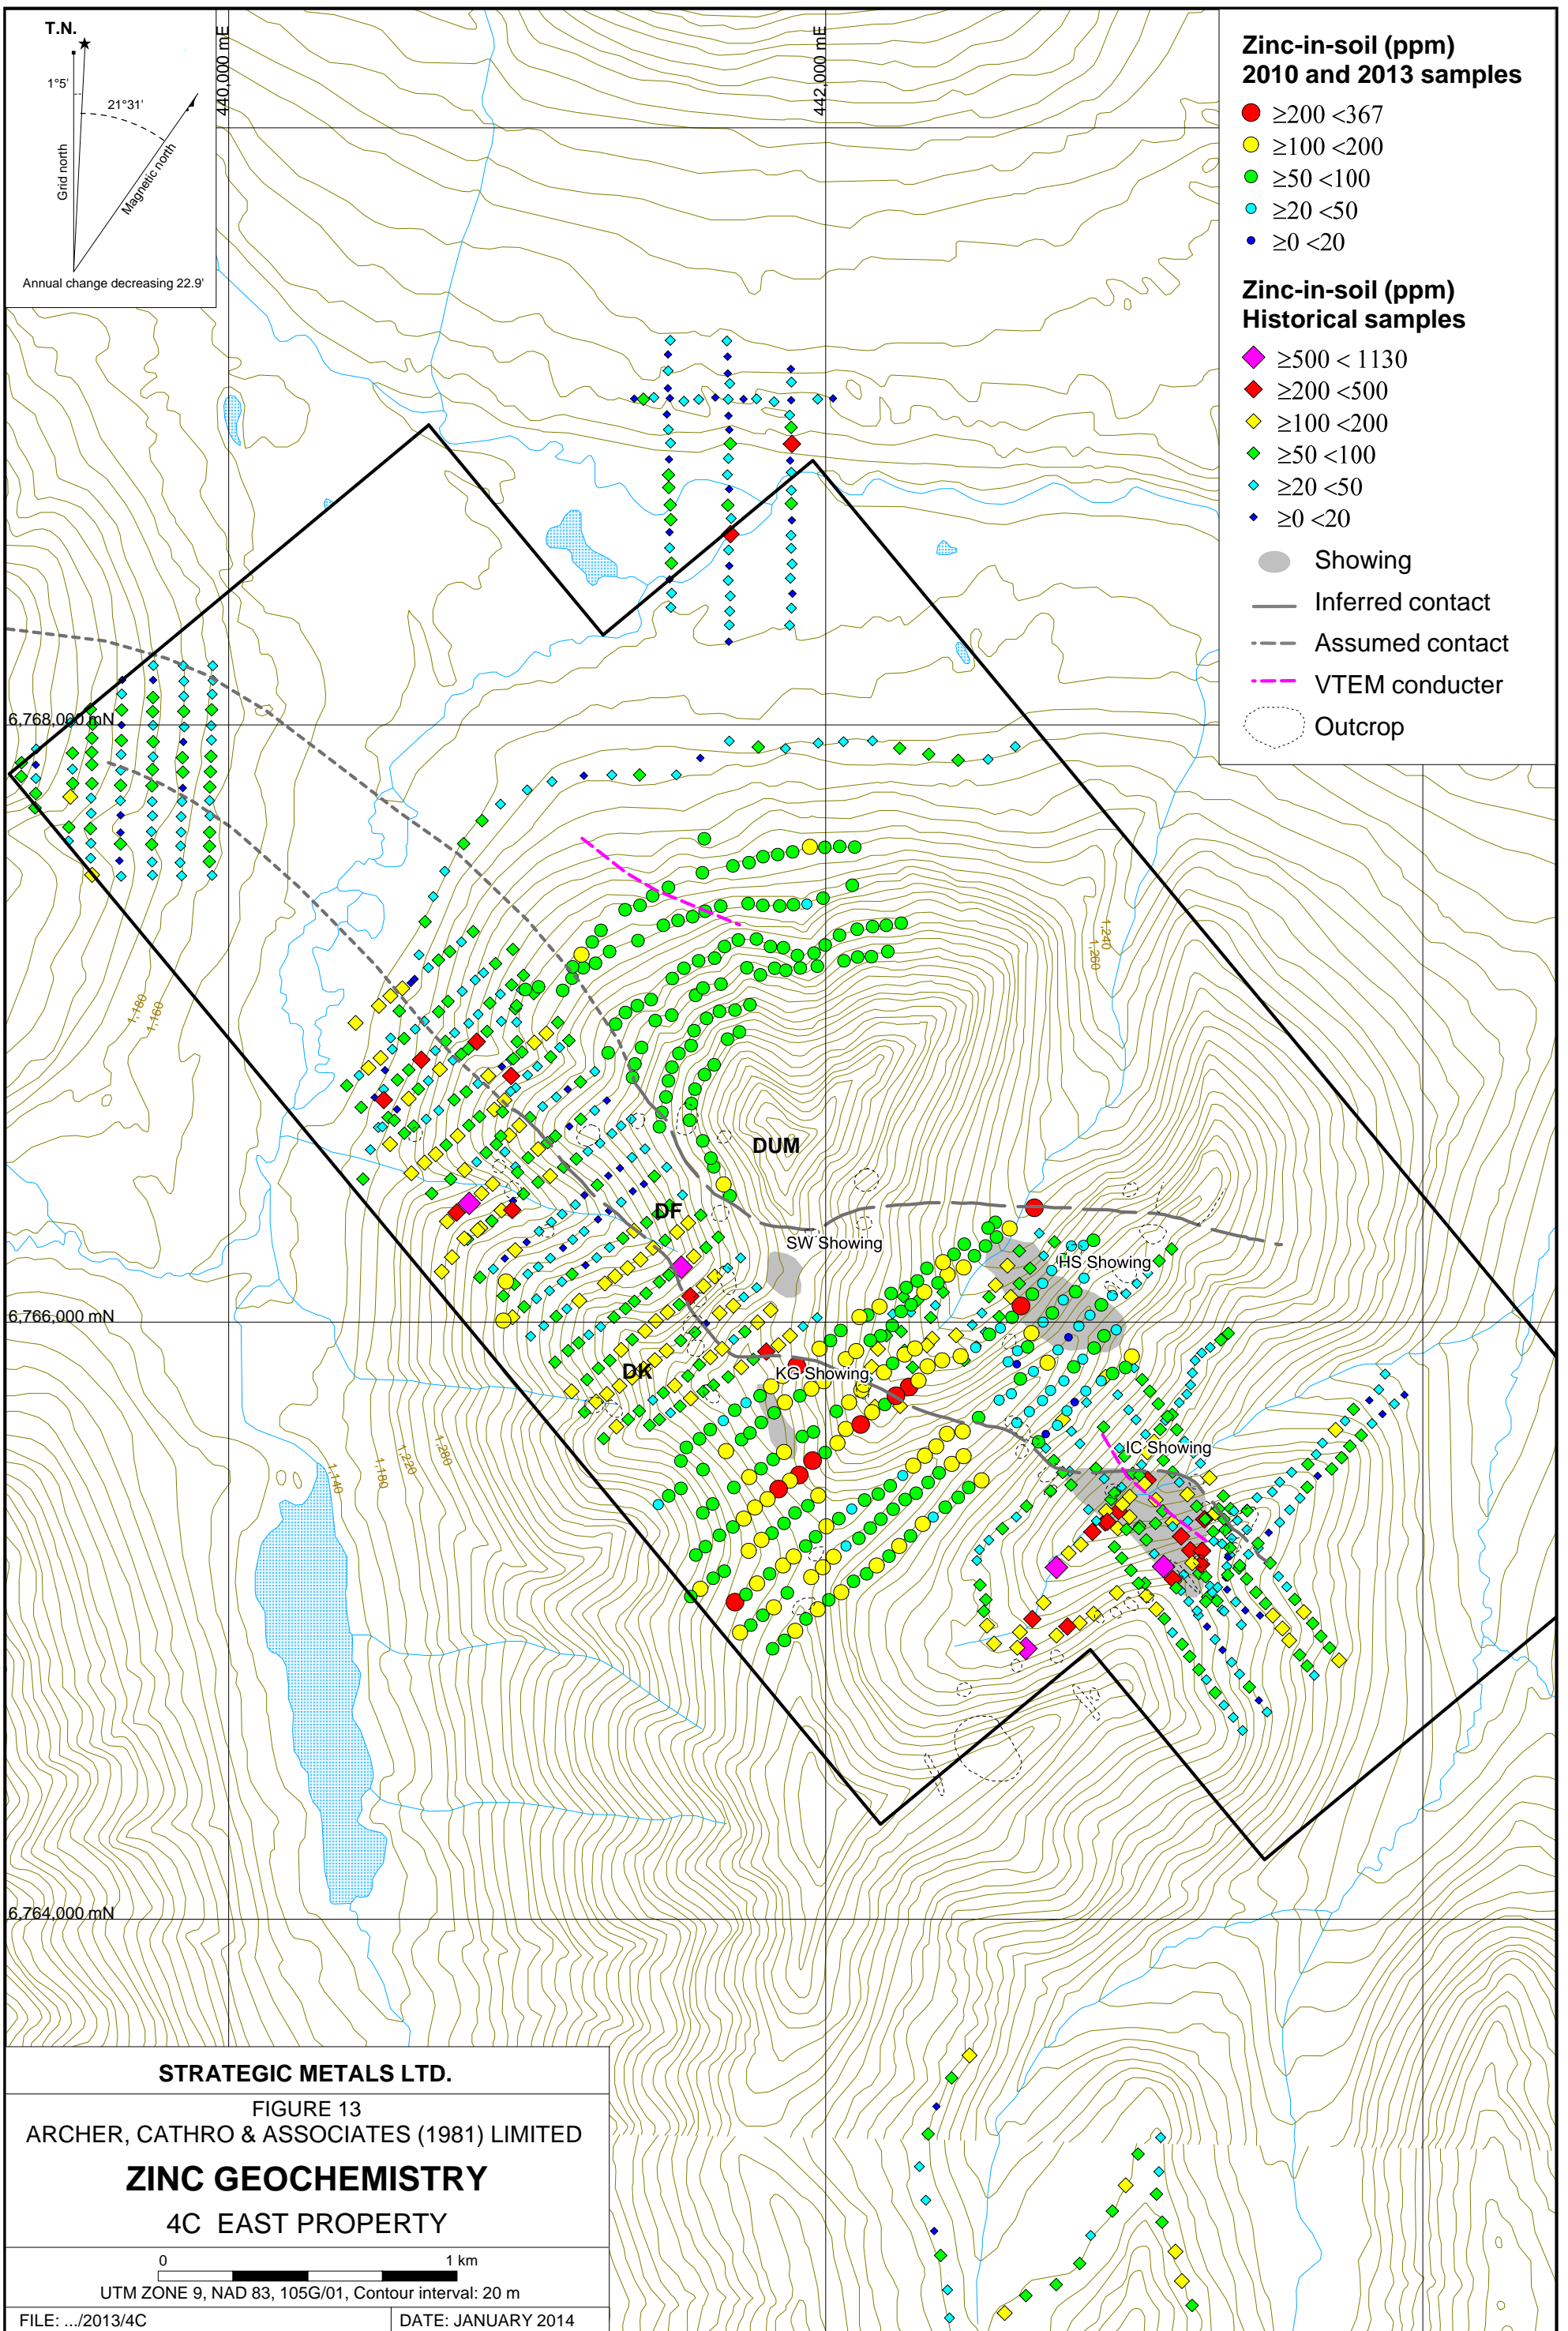 T.N.
1°5'
21°31'
Grid north
Magnetic north
Annual change decreasing 22.9'
440,000 mE
442,000 mE
Zinc-in-soil (ppm)
2010 and 2013 samples
≥200 <367
≥100 <200
≥50 <100
≥20 <50
≥0 <20
Zinc-in-soil (ppm)
Historical samples
≥500 < 1130
≥200 <500
≥100 <200
≥50 <100
≥20 <50
≥0 <20
Showing
Inferred contact
Assumed contact
VTEM conducter
Outcrop
6,768,000 mN
1,240
1,260
1,180
1,160
DUM
DF
SW Showing
HS Showing
6,766,000 mN
DK
KG Showing
IC Showing
1,140
1,180
1,220
1,280
6,764,000 mN
STRATEGIC METALS LTD.
FIGURE 13
ARCHER, CATHRO & ASSOCIATES (1981) LIMITED
ZINC GEOCHEMISTRY
4C EAST PROPERTY
0 1 km
UTM ZONE 9, NAD 83, 105G/01, Contour interval: 20 m
FILE: .../2013/4C
DATE: JANUARY 2014